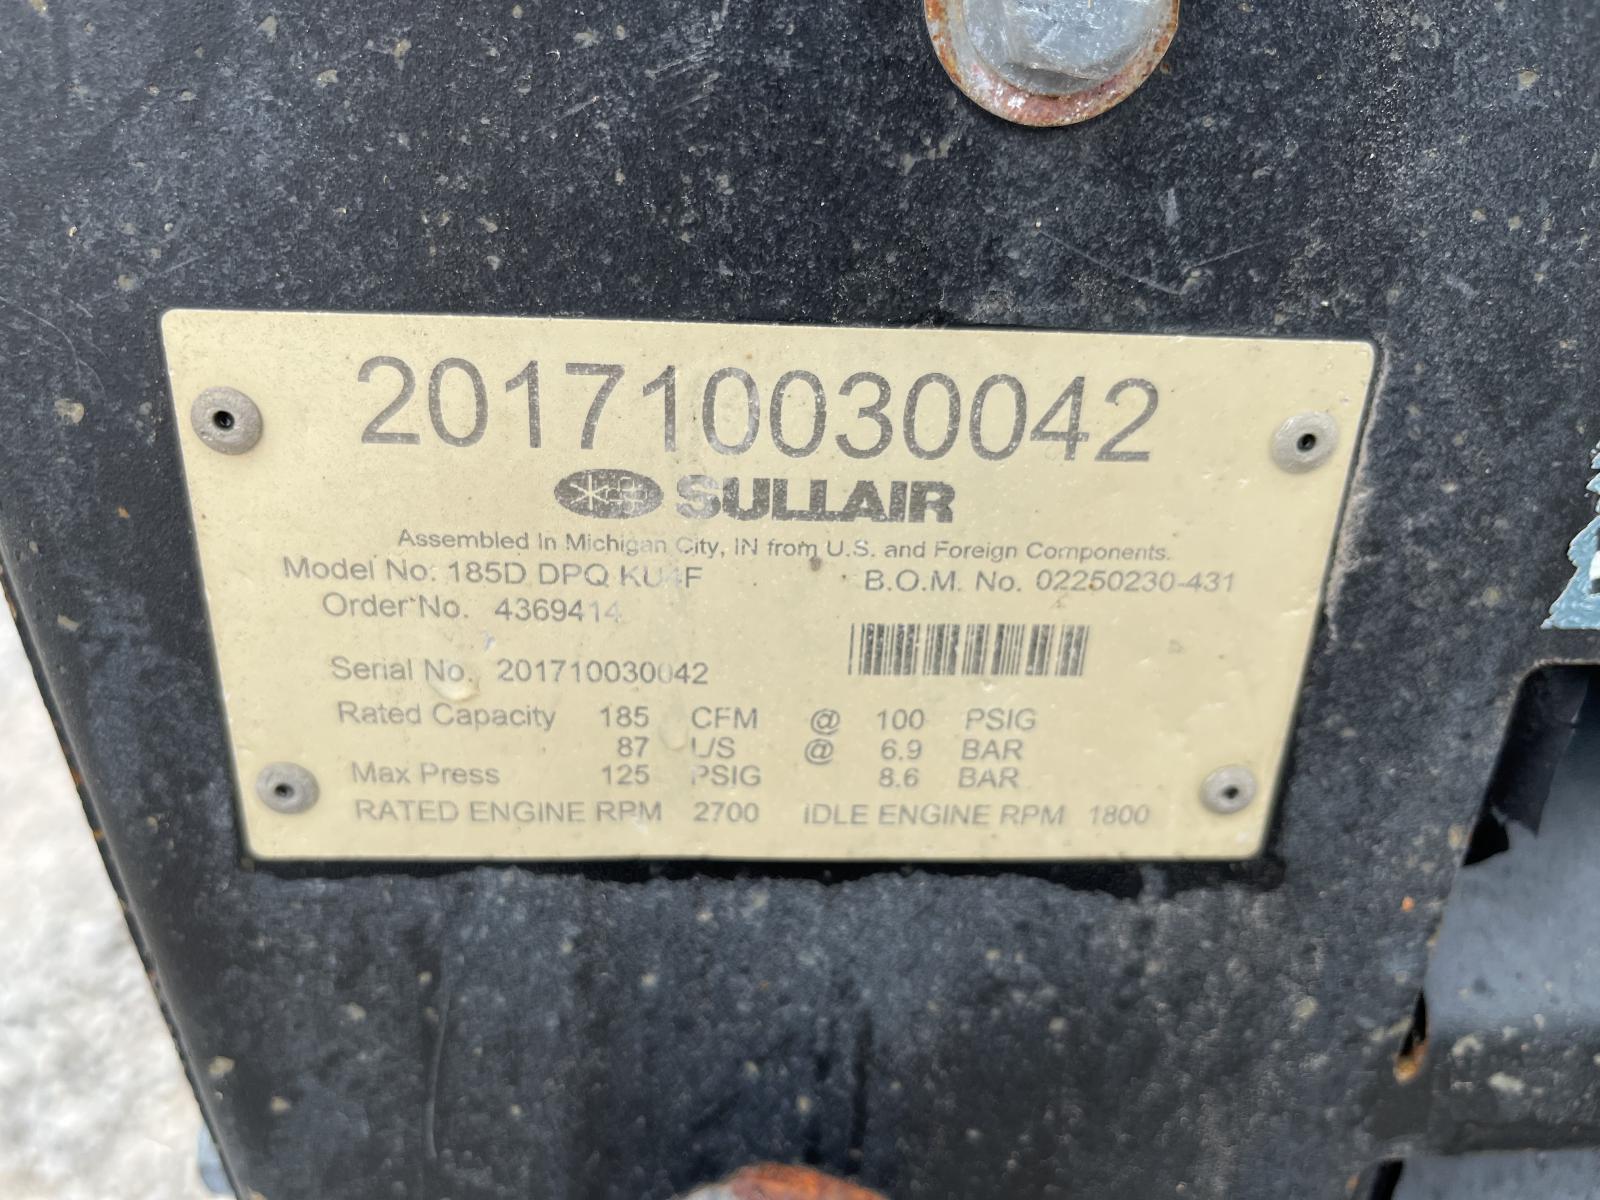 201710030042
SULLAIR
Assembled In Michigan City, IN from U.S. and Foreign Components.
Model No: 185D DPQ KU4F B.O.M. No. 02250230-431
Order No. 4369414
Serial No. 201710030042
Rated Capacity 185 CFM @ 100 PSIG
87 L/S @ 6.9 BAR
Max Press 125 PSIG 8.6 BAR
RATED ENGINE RPM 2700 IDLE ENGINE RPM 1800